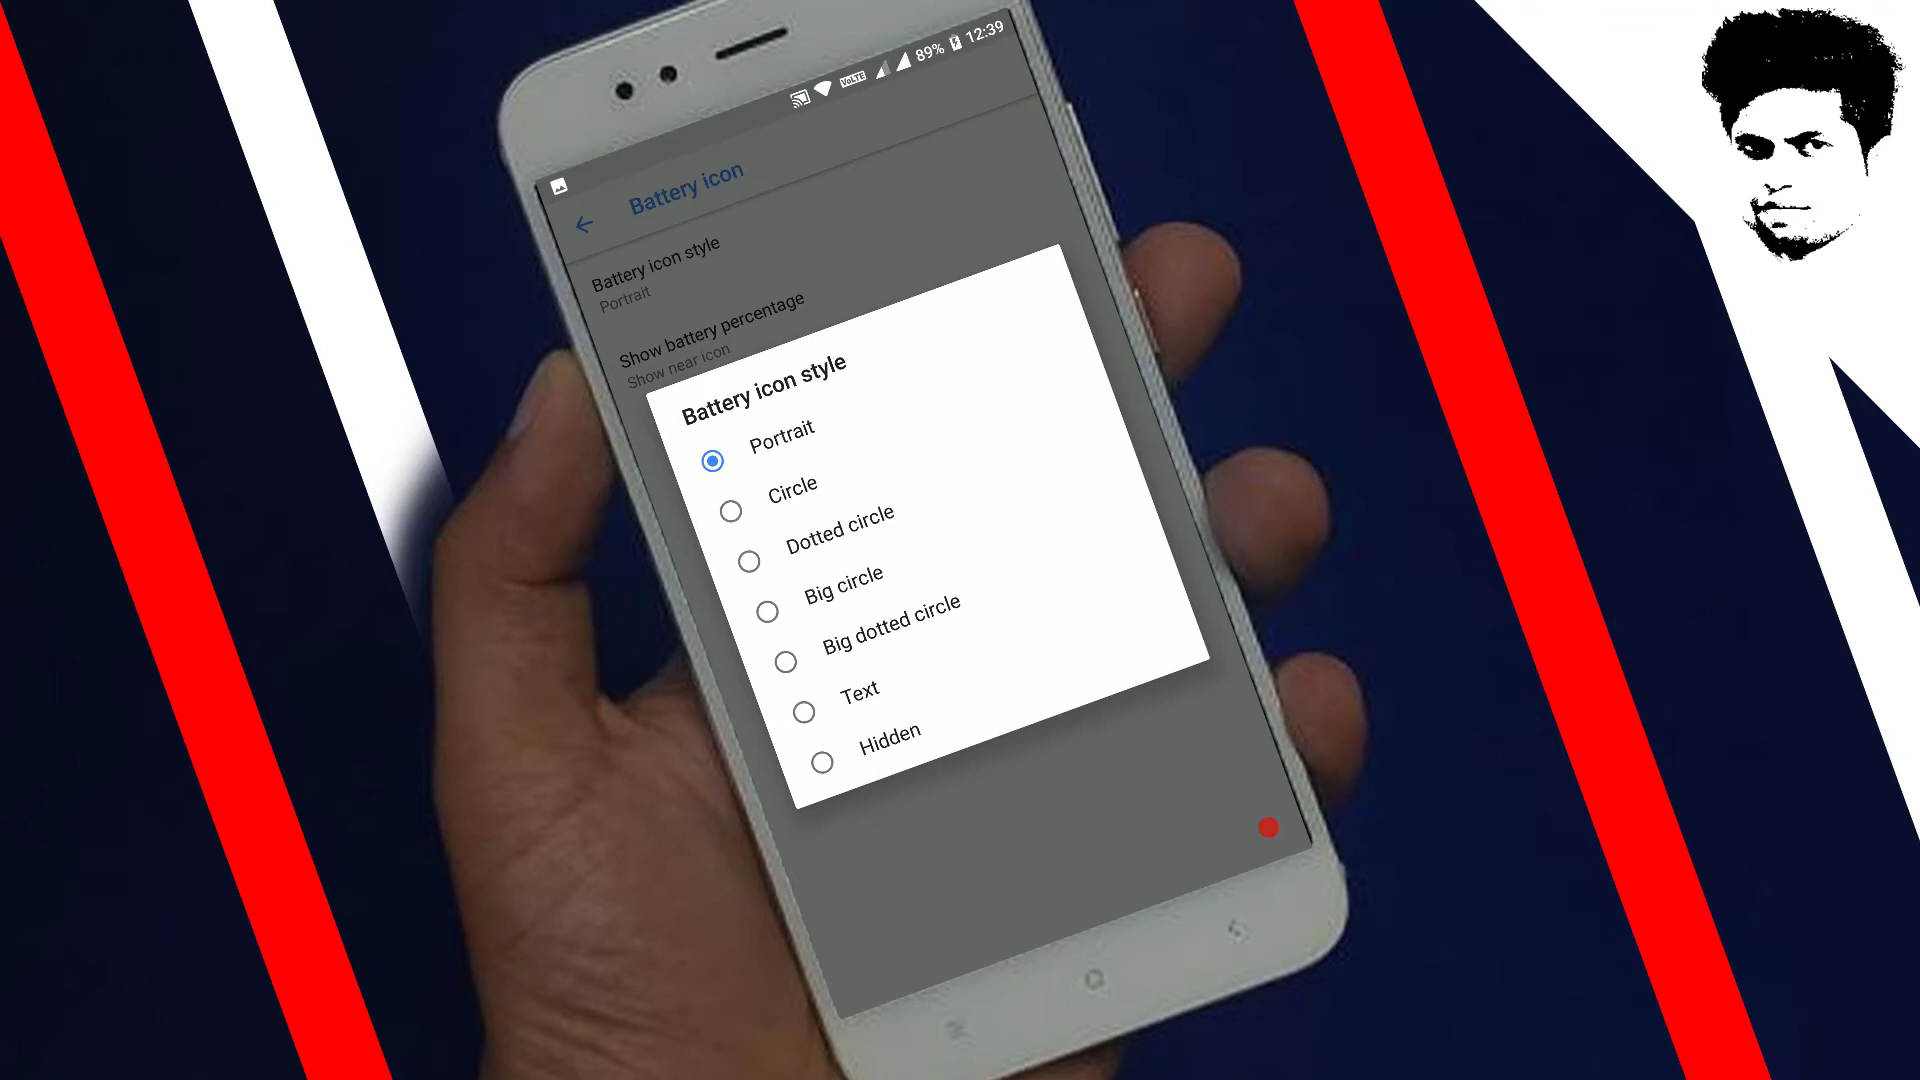 VoLTE 89% 12:39
Battery icon
Battery icon style
Portrait
Show battery percentage
Show near icon
Battery icon style
Portrait
Circle
Dotted circle
Big circle
Big dotted circle
Text
Hidden